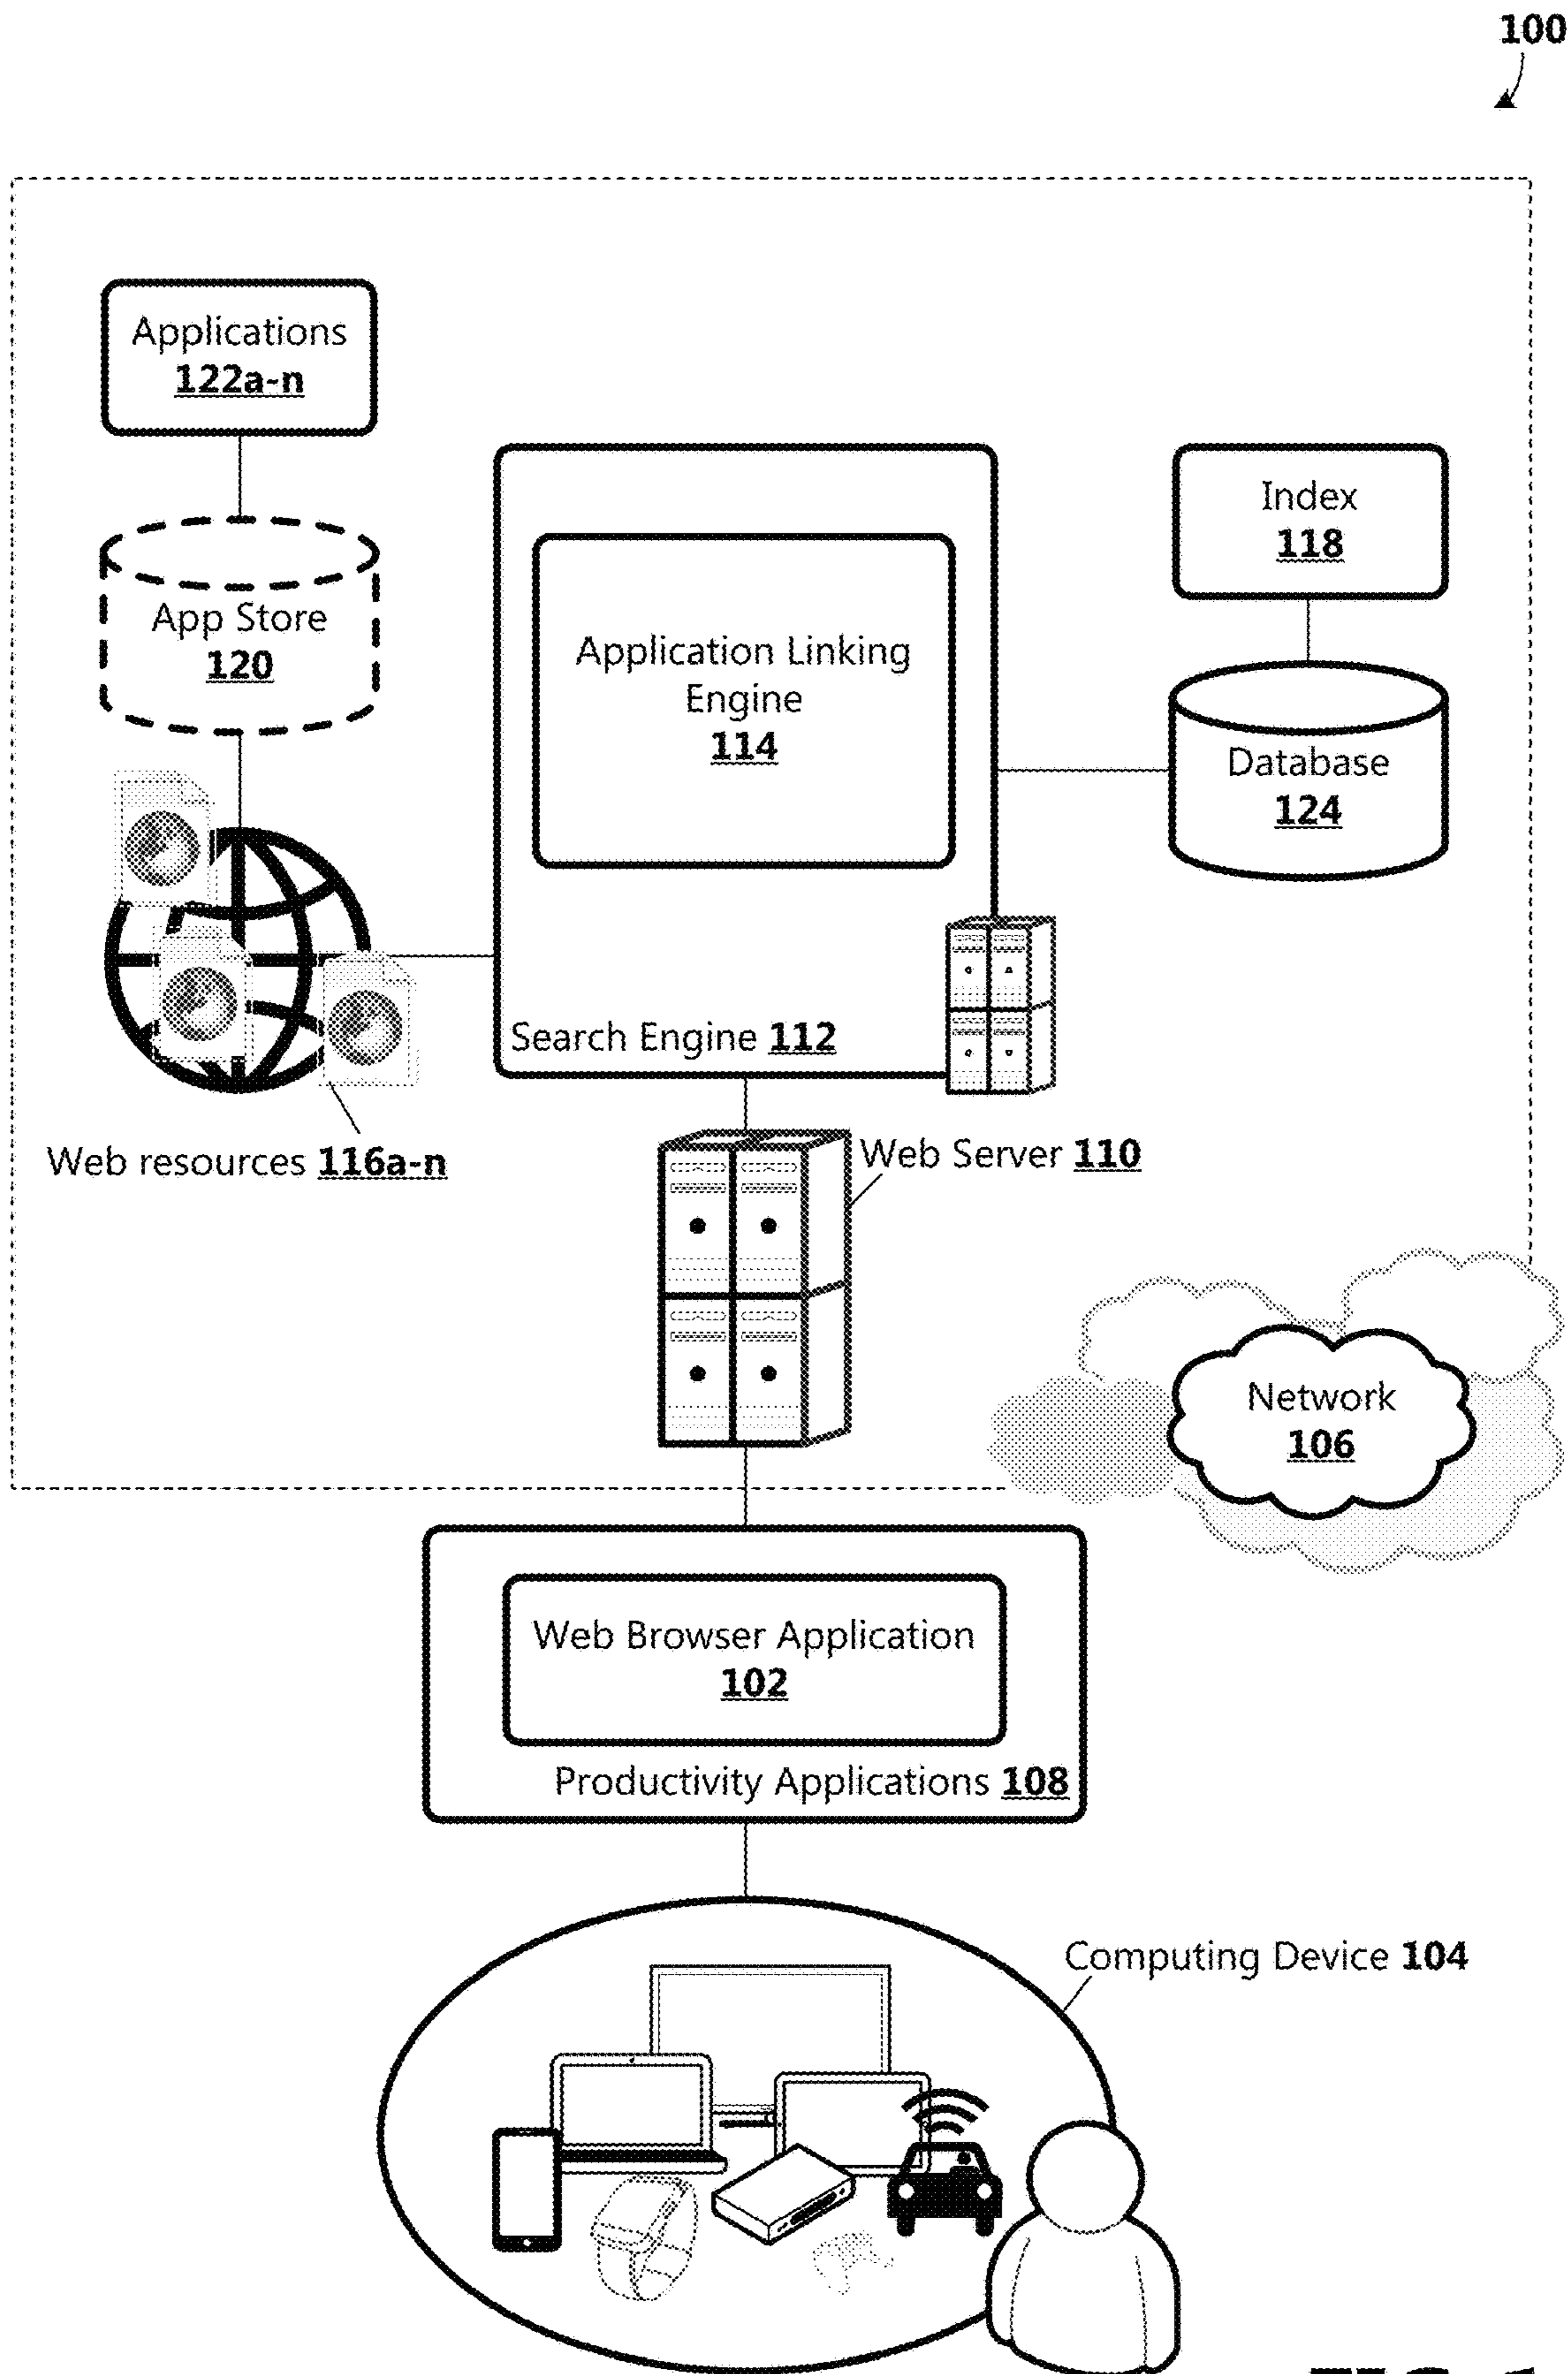 100
Applications
122a-n
Index
118
App Store
120
Application Linking
Engine
114
Database
124
Search Engine 112
Web Server 110
Web resources 116a-n
Network
106
Web Browser Application
102
Productivity Applications 108
Computing Device 104